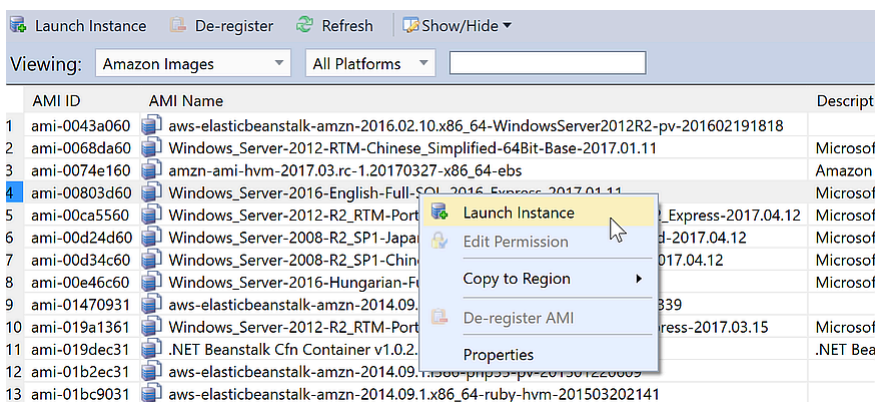 Launch Instance De-register Refresh Show/Hide
Viewing: Amazon Images All Platforms
AMI ID AMI Name Descript
1 ami-0043a060 aws-elasticbeanstalk-amzn-2016.02.10.x86_64-WindowsServer2012R2-pv-201602191818
2 ami-0068da60 Windows_Server-2012-RTM-Chinese_Simplified-64Bit-Base-2017.01.11 Microsof
3 ami-0074e160 amzn-ami-hvm-2017.03.rc-1.20170327-x86_64-ebs Amazon
4 ami-00803d60 Windows_Server-2016-English-Full-SQL_2016_Express-2017.01.11 Microsof
Launch Instance
5 ami-00ca5560 Windows_Server-2012-R2_RTM-Port 2_Express-2017.04.12 Microsof
6 ami-00d24d60 Windows_Server-2008-R2_SP1-Japa d-2017.04.12 Microsof
Edit Permission
7 ami-00d34c60 Windows_Server-2008-R2_SP1-Chin 017.04.12 Microsof
Copy to Region
8 ami-00e46c60 Windows_Server-2016-Hungarian-Fu Microsof
9 ami-01470931 aws-elasticbeanstalk-amzn-2014.09. 339
De-register AMI
10 ami-019a1361 Windows_Server-2012-R2_RTM-Port ress-2017.03.15 Microsof
11 ami-019dec31 .NET Beanstalk Cfn Container v1.0.2. .NET Bea
Properties
12 ami-01b2ec31 aws-elasticbeanstalk-amzn-2014.09.1.i386-php55-pv-201501220609
13 ami-01bc9031 aws-elasticbeanstalk-amzn-2014.09.1.x86_64-ruby-hvm-201503202141